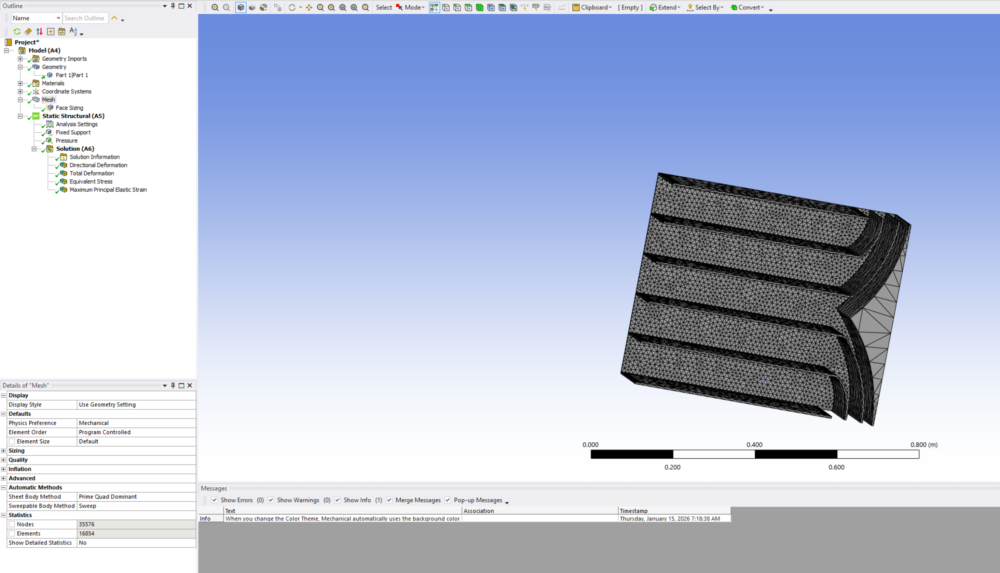 Outline
Name Search Outline
Project*
Model (A4)
Geometry Imports
Geometry
Part 1|Part 1
Materials
Coordinate Systems
Mesh
Face Sizing
Static Structural (A5)
Analysis Settings
Fixed Support
Pressure
Solution (A6)
Solution Information
Directional Deformation
Total Deformation
Equivalent Stress
Maximum Principal Elastic Strain
Details of "Mesh"
Display
Display Style Use Geometry Setting
Defaults
Physics Preference Mechanical
Element Order Program Controlled
Element Size Default
Sizing
Quality
Inflation
Advanced
Automatic Methods
Sheet Body Method Prime Quad Dominant
Sweepable Body Method Sweep
Statistics
Nodes 35576
Elements 16854
Show Detailed Statistics No
Select Mode Clipboard [ Empty ] Extend Select By Convert
0.000 0.400 0.800 (m)
0.200 0.600
Messages
Show Errors (0) Show Warnings (0) Show Info (1) Merge Messages Pop-up Messages
Text Association Timestamp
Info When you change the Color Theme, Mechanical automatically uses the background color Thursday, January 15, 2026 7:18:38 AM